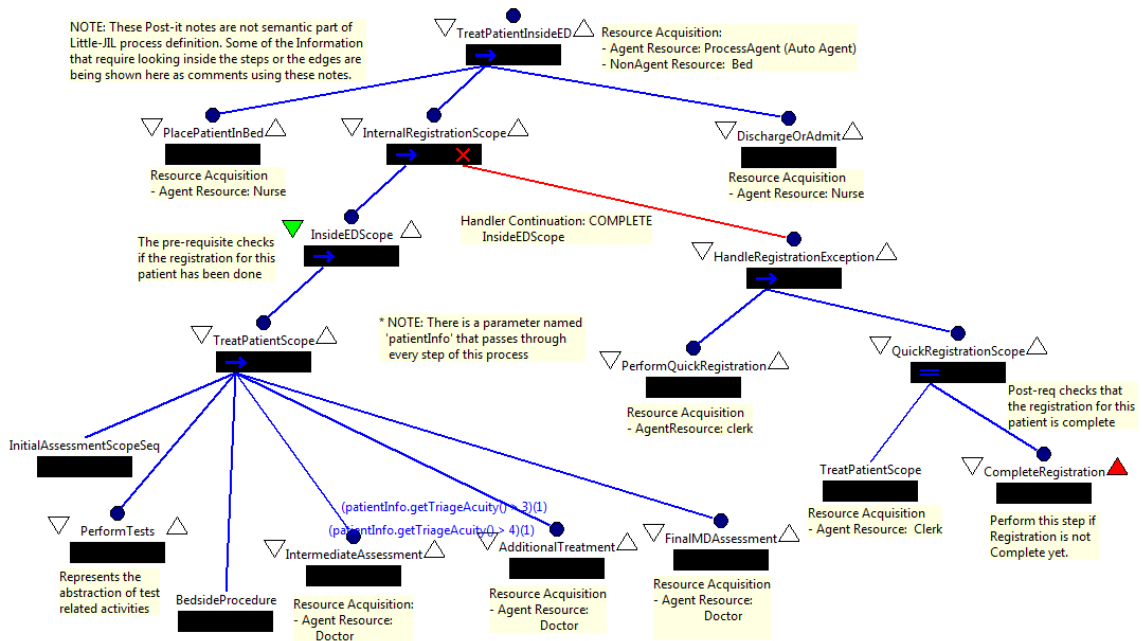 NOTE: These Post-it notes are not semantic part of
Little-JIL process definition. Some of the Information
that require looking inside the steps or the edges are
being shown here as comments using these notes.
TreatPatientInsideED
Resource Acquisition:
- Agent Resource: ProcessAgent (Auto Agent)
- NonAgent Resource: Bed
PlacePatientInBed
Resource Acquisition
- Agent Resource: Nurse
InternalRegistrationScope
DischargeOrAdmit
Resource Acquisition
- Agent Resource: Nurse
The pre-requisite checks
if the registration for this
patient has been done
InsideEDScope
Handler Continuation: COMPLETE
InsideEDScope
HandleRegistrationException
TreatPatientScope
* NOTE: There is a parameter named
'patientInfo' that passes through
every step of this process
PerformQuickRegistration
Resource Acquisition
- AgentResource: clerk
QuickRegistrationScope
Post-req checks that
the registration for this
patient is complete
InitialAssessmentScopeSeq
TreatPatientScope
Resource Acquisition
- Agent Resource: Clerk
CompleteRegistration
Perform this step if
Registration is not
Complete yet.
(patientInfo.getTriageAcuity() > 3)(1)
(patientInfo.getTriageAcuity() > 4)(1)
PerformTests
Represents the
abstraction of test
related activities
BedsideProcedure
IntermediateAssessment
Resource Acquisition:
- Agent Resource:
Doctor
AdditionalTreatment
Resource Acquisition
- Agent Resource:
Doctor
FinalMDAssessment
Resource Acquisition
- Agent Resource:
Doctor